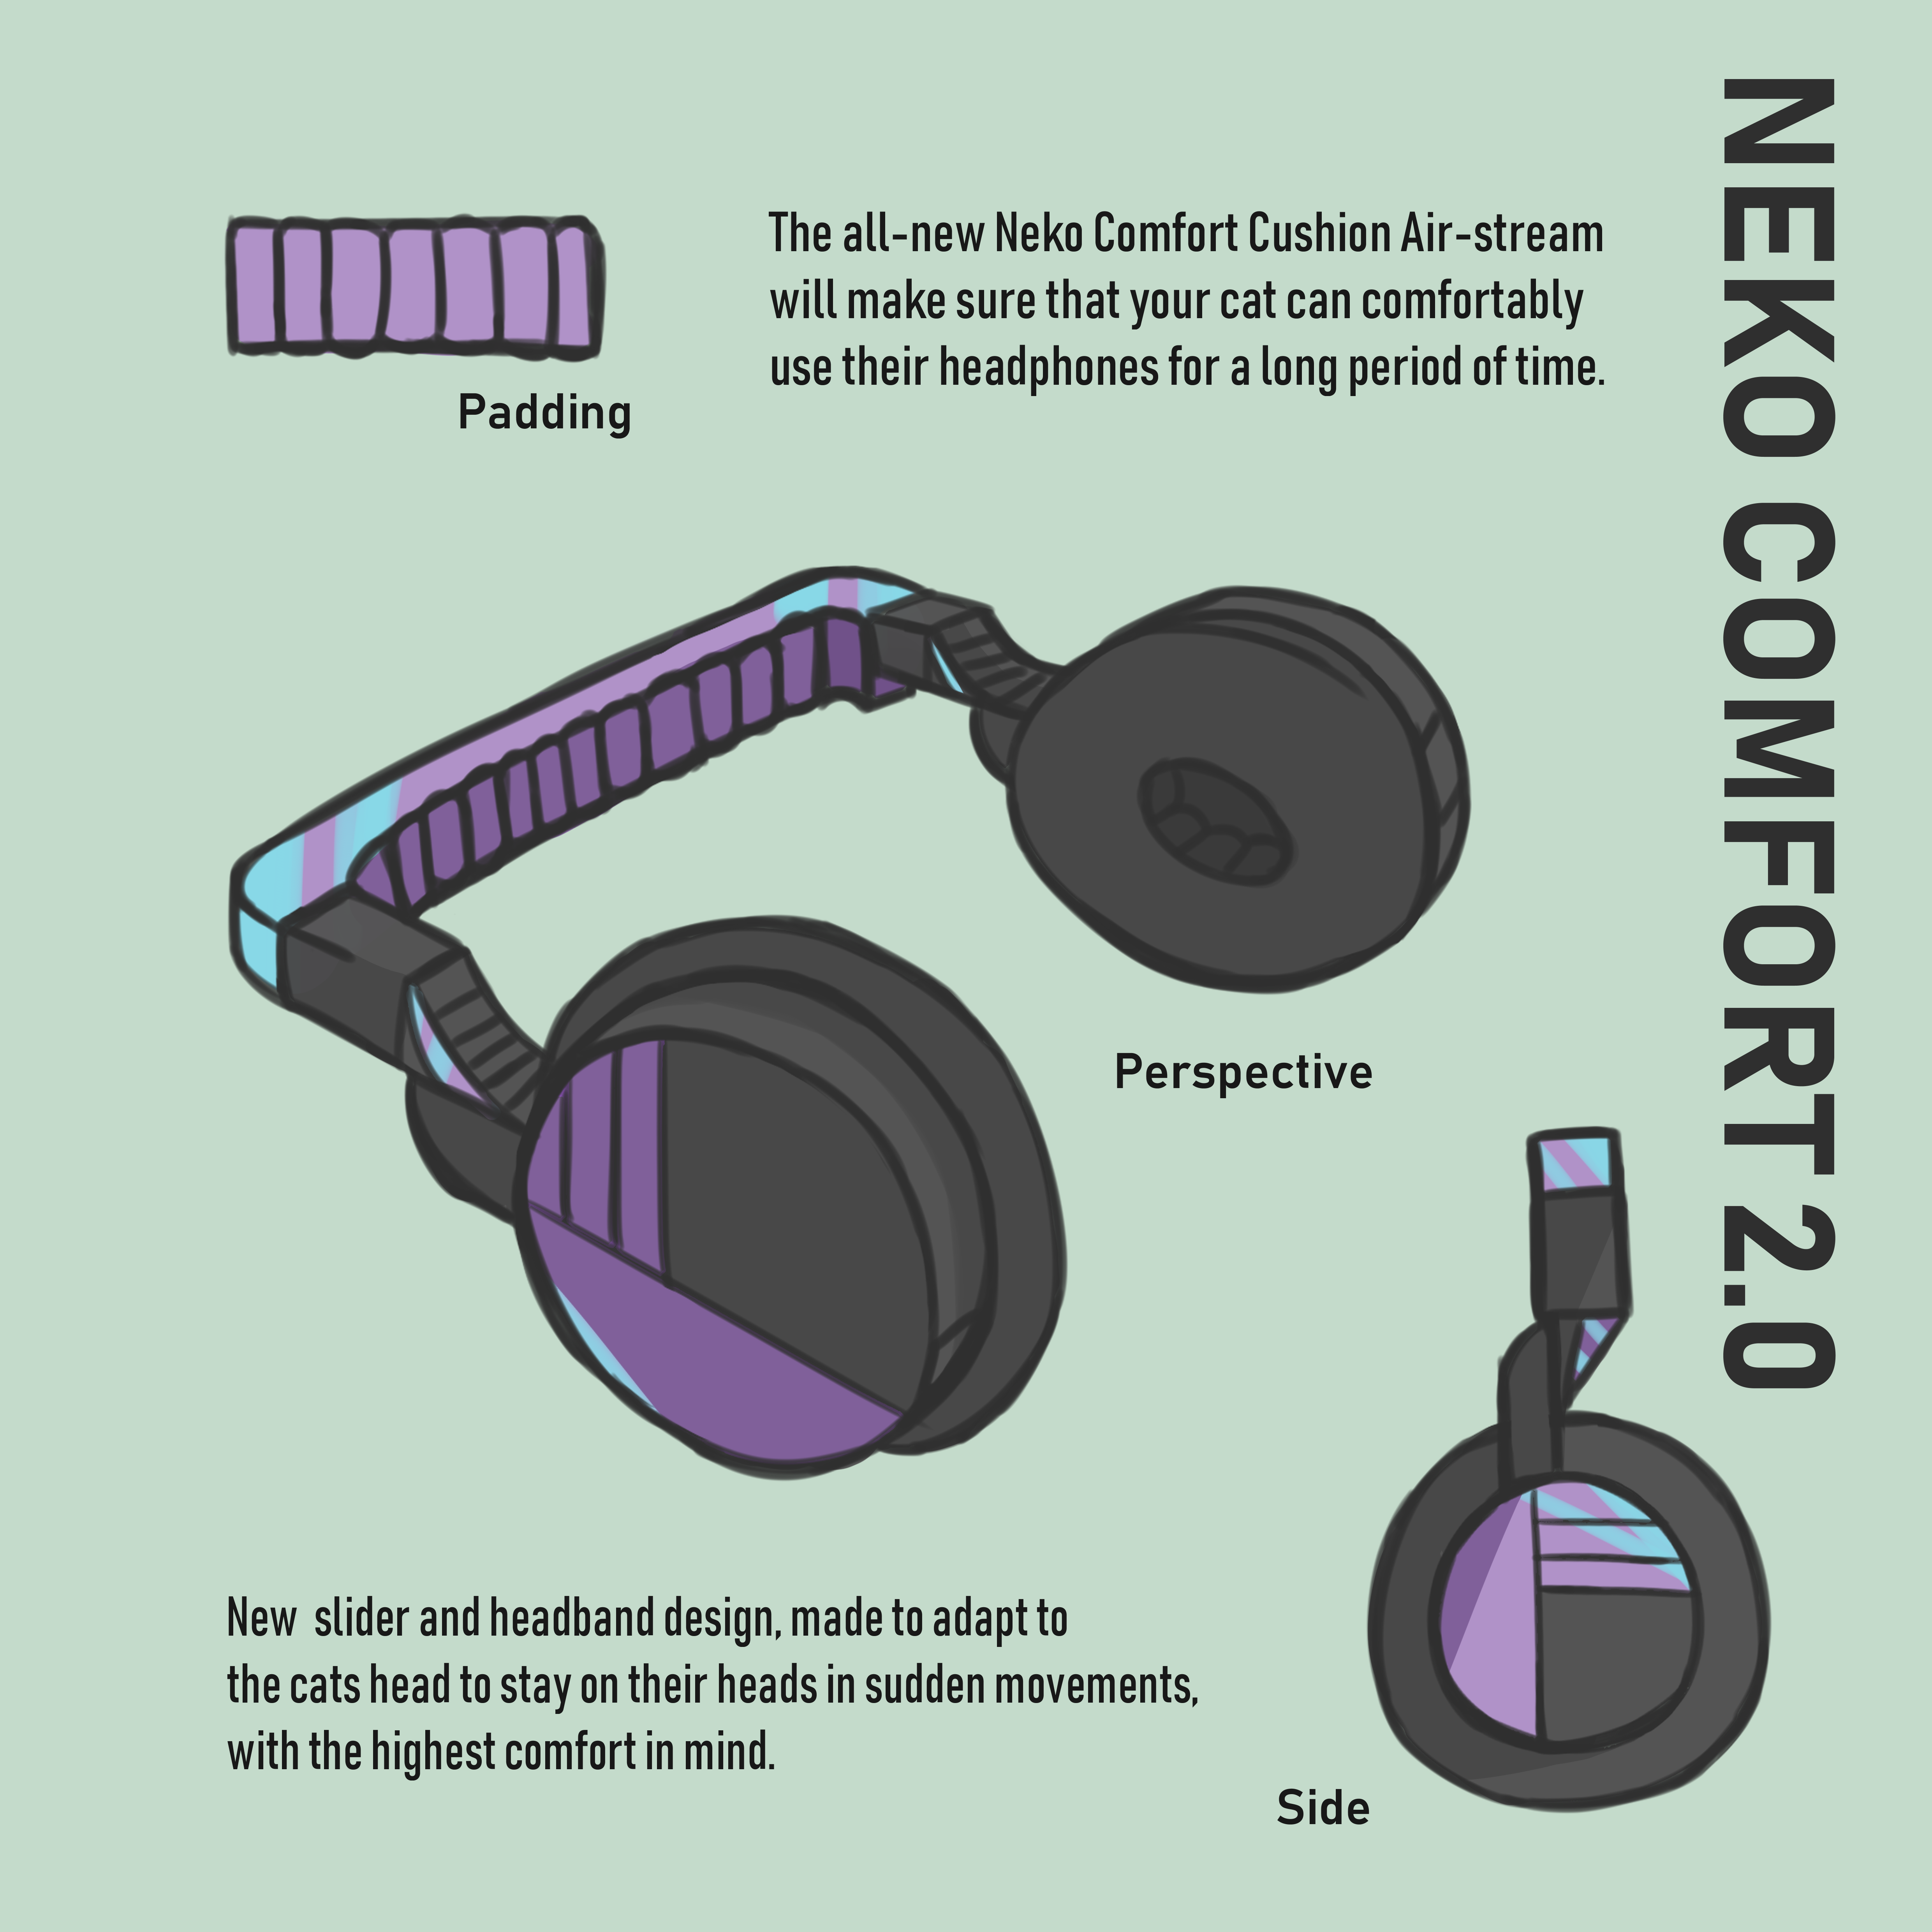 NEKO COMFORT 2.0
The all-new Neko Comfort Cushion Air-stream
will make sure that your cat can comfortably
use their headphones for a long period of time.
Padding
Perspective
New  slider and headband design, made to adapt to
the cats head to stay on their heads in sudden movements,
with the highest comfort in mind.
Side